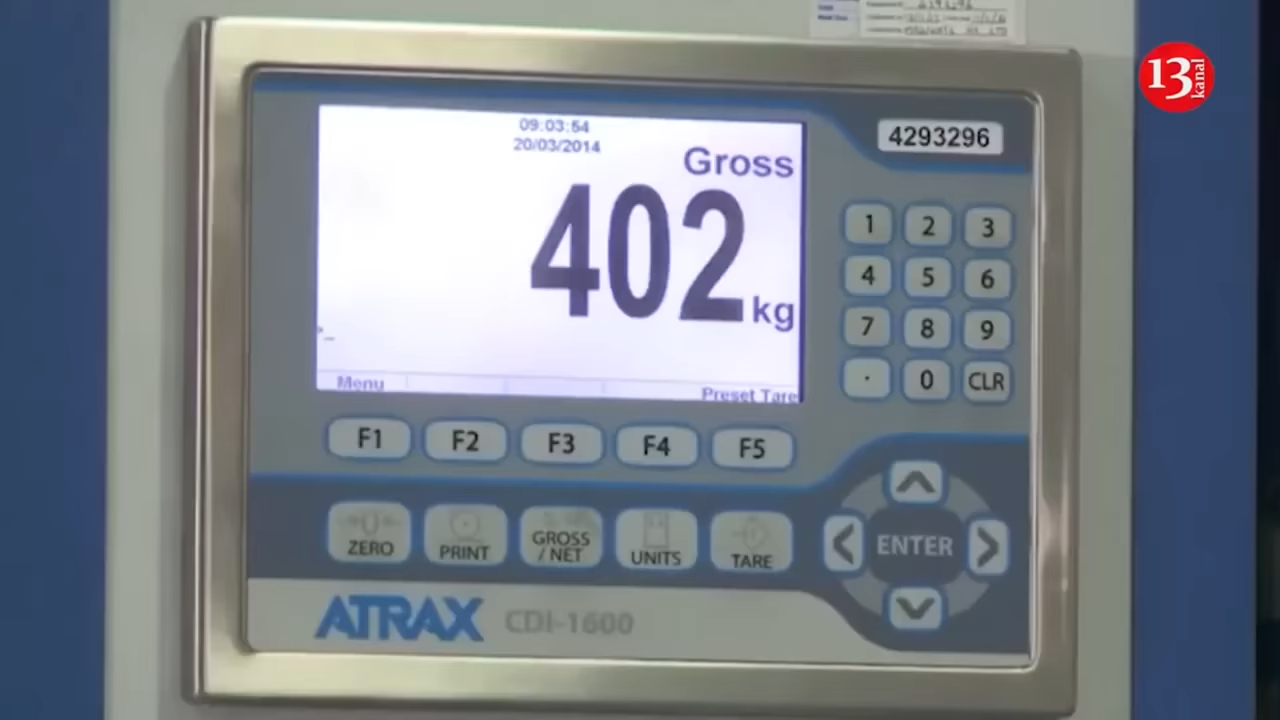 13 kanal
4293296
09:03:54
20/03/2014
Gross
402 kg
>_
Menu
Preset Tare
1 2 3
4 5 6
7 8 9
. 0 CLR
F1 F2 F3 F4 F5
ZERO PRINT GROSS / NET UNITS TARE
ENTER
ATRAX CDI-1600